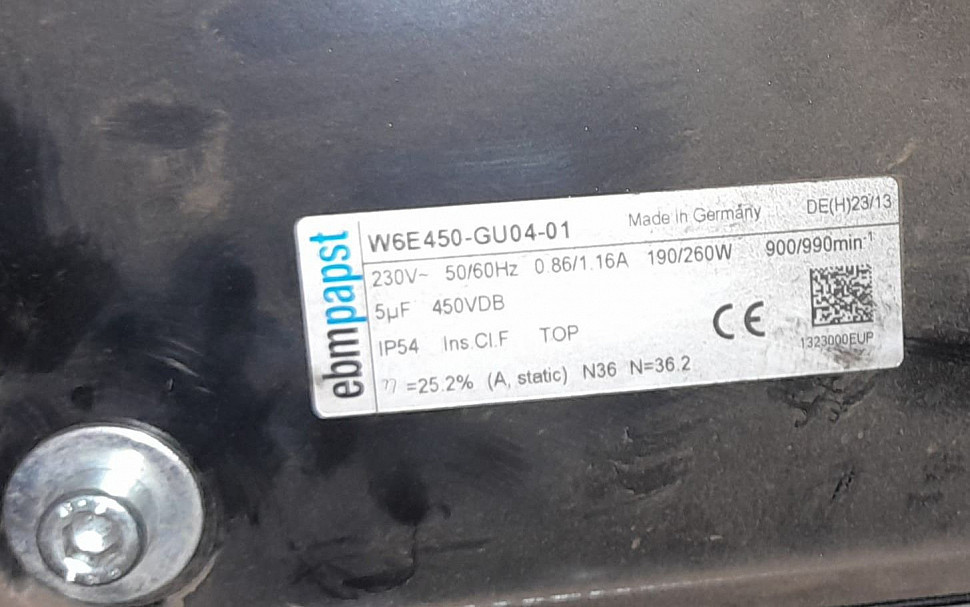 ebmpapst
W6E450-GU04-01 Made in Germany DE(H)23/13
230V~ 50/60Hz 0.86/1.16A 190/260W 900/990min⁻¹
5µF 450VDB
IP54 Ins.Cl.F TOP CE
1323000EUP
η =25.2% (A, static) N36 N=36.2